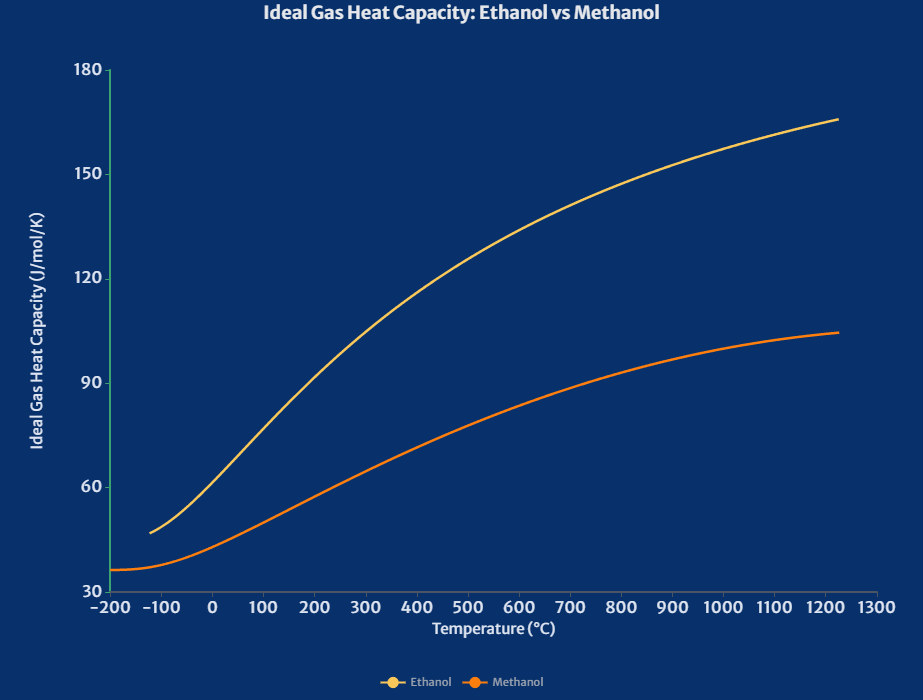 Ideal Gas Heat Capacity: Ethanol vs Methanol
180
150
120
90
60
30
Ideal Gas Heat Capacity (J/mol/K)
-200 -100 0 100 200 300 400 500 600 700 800 900 1000 1100 1200 1300
Temperature (°C)
Ethanol Methanol